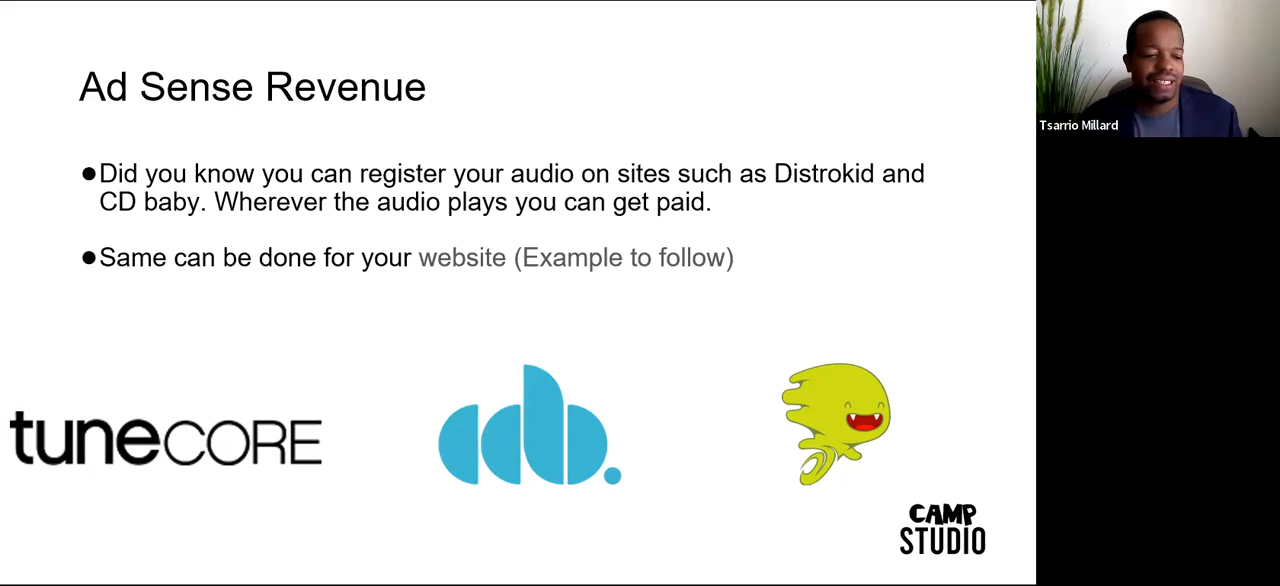 Ad Sense Revenue
●Did you know you can register your audio on sites such as Distrokid and
CD baby. Wherever the audio plays you can get paid.
●Same can be done for your website (Example to follow)
tunecore
cdb.
CAMP
STUDIO
Tsarrio Millard